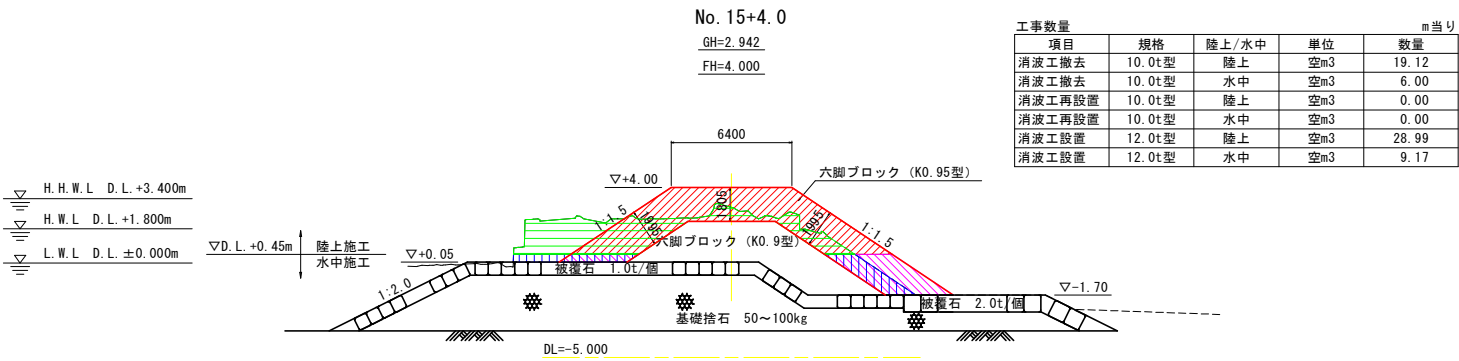 No.15+4.0
GH=2.942
FH=4.000
工事数量 m当り
項目 規格 陸上/水中 単位 数量
消波工撤去 10.0t型 陸上 空m3 19.12
消波工撤去 10.0t型 水中 空m3 6.00
消波工再設置 10.0t型 陸上 空m3 0.00
消波工再設置 10.0t型 水中 空m3 0.00
消波工設置 12.0t型 陸上 空m3 28.99
消波工設置 12.0t型 水中 空m3 9.17
6400
六脚ブロック (K0.95型)
▽+4.00
H.H.W.L D.L.+3.400m
H.W.L D.L.+1.800m
L.W.L D.L.±0.000m
▽D.L.+0.45m
陸上施工
水中施工
▽+0.05
1:1.5
1995
1805
1995
1:1.5
六脚ブロック (K0.9型)
被覆石 1.0t/個
1:2.0
▽-1.70
被覆石 2.0t/個
基礎捨石 50～100kg
DL=-5.000